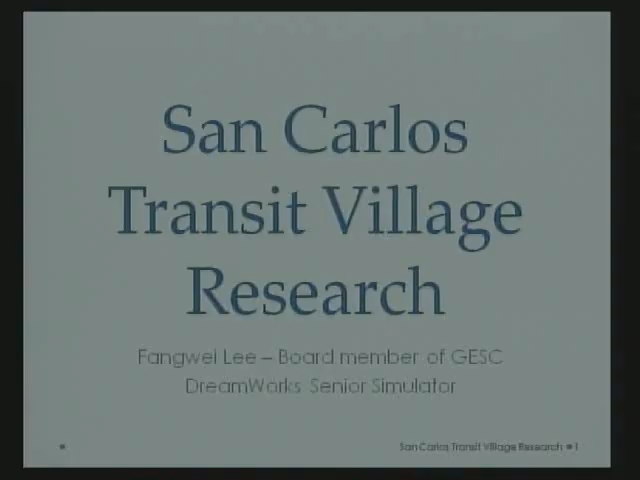 San Carlos
Transit Village
Research
Fangwei Lee – Board member of GESC
DreamWorks Senior Simulator
San Carlos Transit Village Research • 1